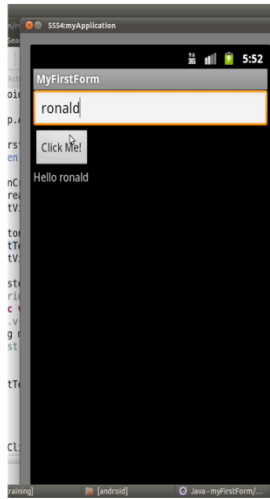 5554:myApplication
5:52
MyFirstForm
ronald
Click Me!
Hello ronald
[android]
Java - myFirstForm/...